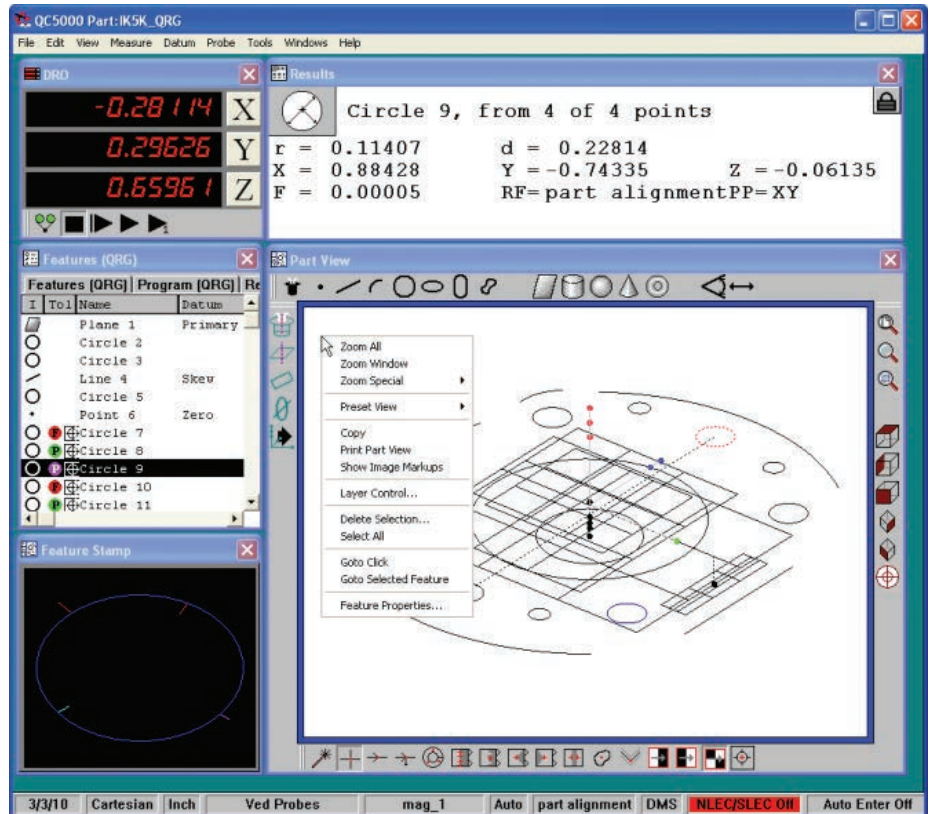 QC5000 Part:IK5K_QRG
File Edit View Measure Datum Probe Tools Windows Help
DRO
-0.28114 X
0.29626 Y
0.65961 Z
1
Results
Circle 9, from 4 of 4 points
r = 0.11407 d = 0.22814
X = 0.88428 Y =-0.74335 Z =-0.06135
F = 0.00005 RF= part alignmentPP= XY
Features (QRG)
Features (QRG) Program (QRG) Re
I Tol Name Datum
Plane 1 Primary
Circle 2
Circle 3
Line 4 Skew
Circle 5
Point 6 Zero
F Circle 7
P Circle 8
P Circle 9
F Circle 10
P Circle 11
Feature Stamp
Part View
Zoom All
Zoom Window
Zoom Special
Preset View
Copy
Print Part View
Show Image Markups
Layer Control...
Delete Selection...
Select All
Goto Click
Goto Selected Feature
Feature Properties...
3/3/10 Cartesian Inch Ved Probes mag_1 Auto part alignment DMS NLEC/SLEC Off Auto Enter Off